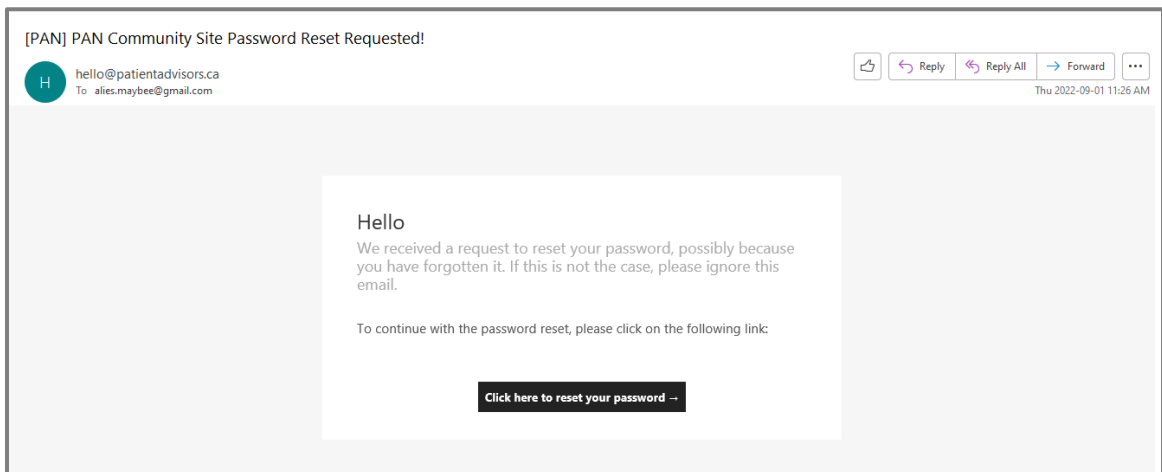 [PAN] PAN Community Site Password Reset Requested!
H
hello@patientadvisors.ca
To alies.maybee@gmail.com
Reply
Reply All
Forward
Thu 2022-09-01 11:26 AM
Hello
We received a request to reset your password, possibly because
you have forgotten it. If this is not the case, please ignore this
email.
To continue with the password reset, please click on the following link:
Click here to reset your password →